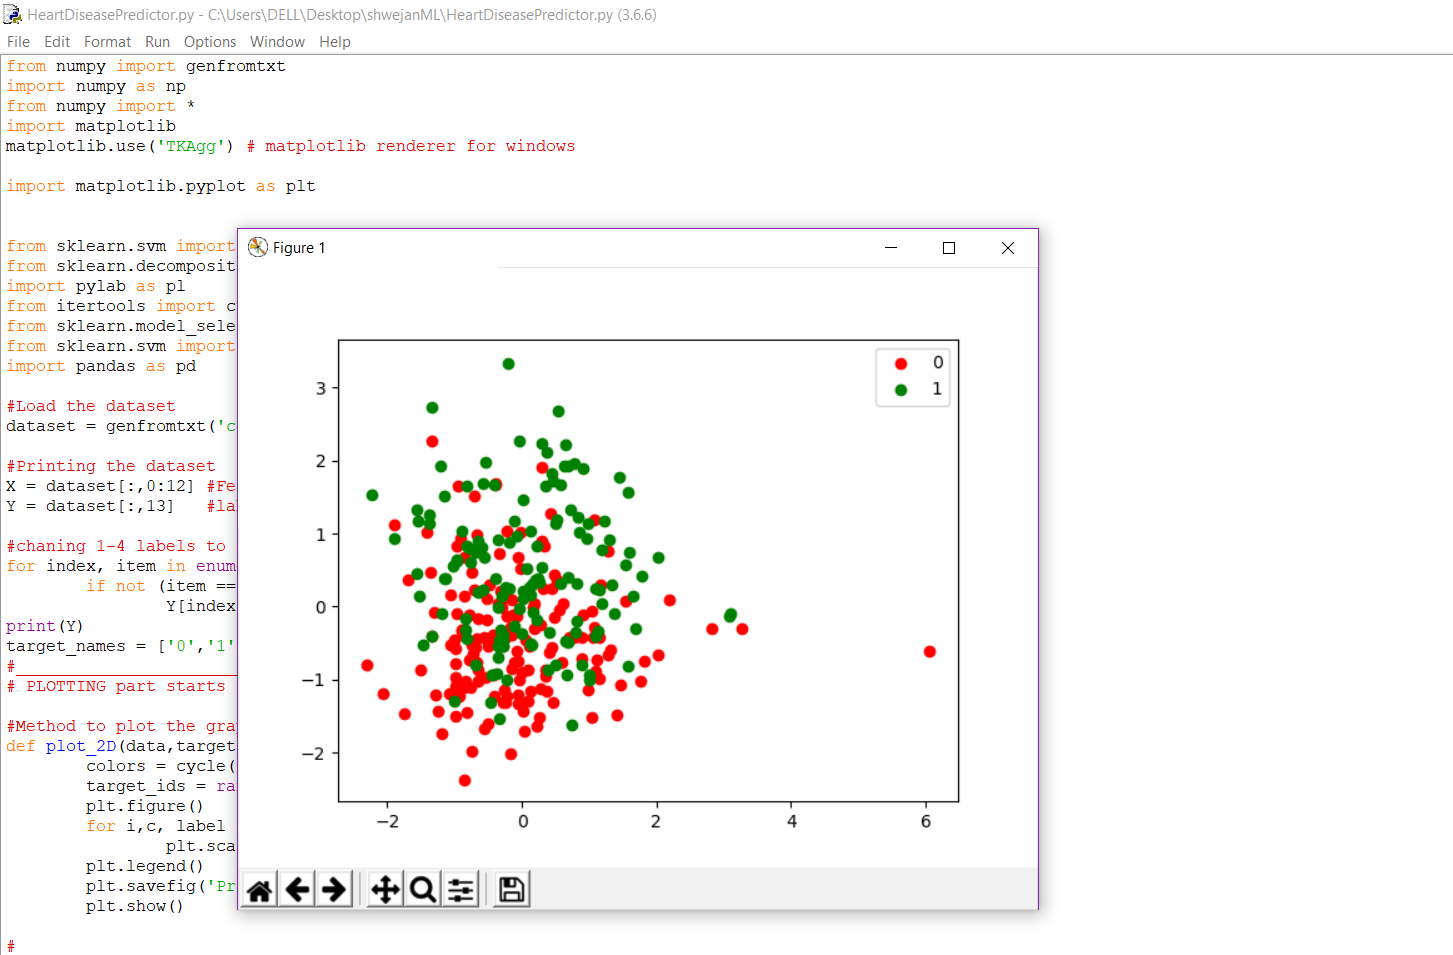 HeartDiseasePredictor.py - C:\Users\DELL\Desktop\shwejanML\HeartDiseasePredictor.py (3.6.6)
File Edit Format Run Options Window Help
from numpy import genfromtxt
import numpy as np
from numpy import *
import matplotlib
matplotlib.use('TKAgg') # matplotlib renderer for windows
import matplotlib.pyplot as plt
from sklearn.svm import
from sklearn.decomposit
import pylab as pl
from itertools import c
from sklearn.model_sele
from sklearn.svm import
import pandas as pd
#Load the dataset
dataset = genfromtxt('c
#Printing the dataset
X = dataset[:,0:12] #Fe
Y = dataset[:,13] #la
#chaning 1-4 labels to
for index, item in enum
if not (item ==
Y[index
print(Y)
target_names = ['0','1'
#
# PLOTTING part starts
#Method to plot the gra
def plot_2D(data,target
colors = cycle(
target_ids = ra
plt.figure()
for i,c, label
plt.sca
plt.legend()
plt.savefig('Pr
plt.show()
#
Figure 1
0
1
3
2
1
0
−1
−2
−2 0 2 4 6